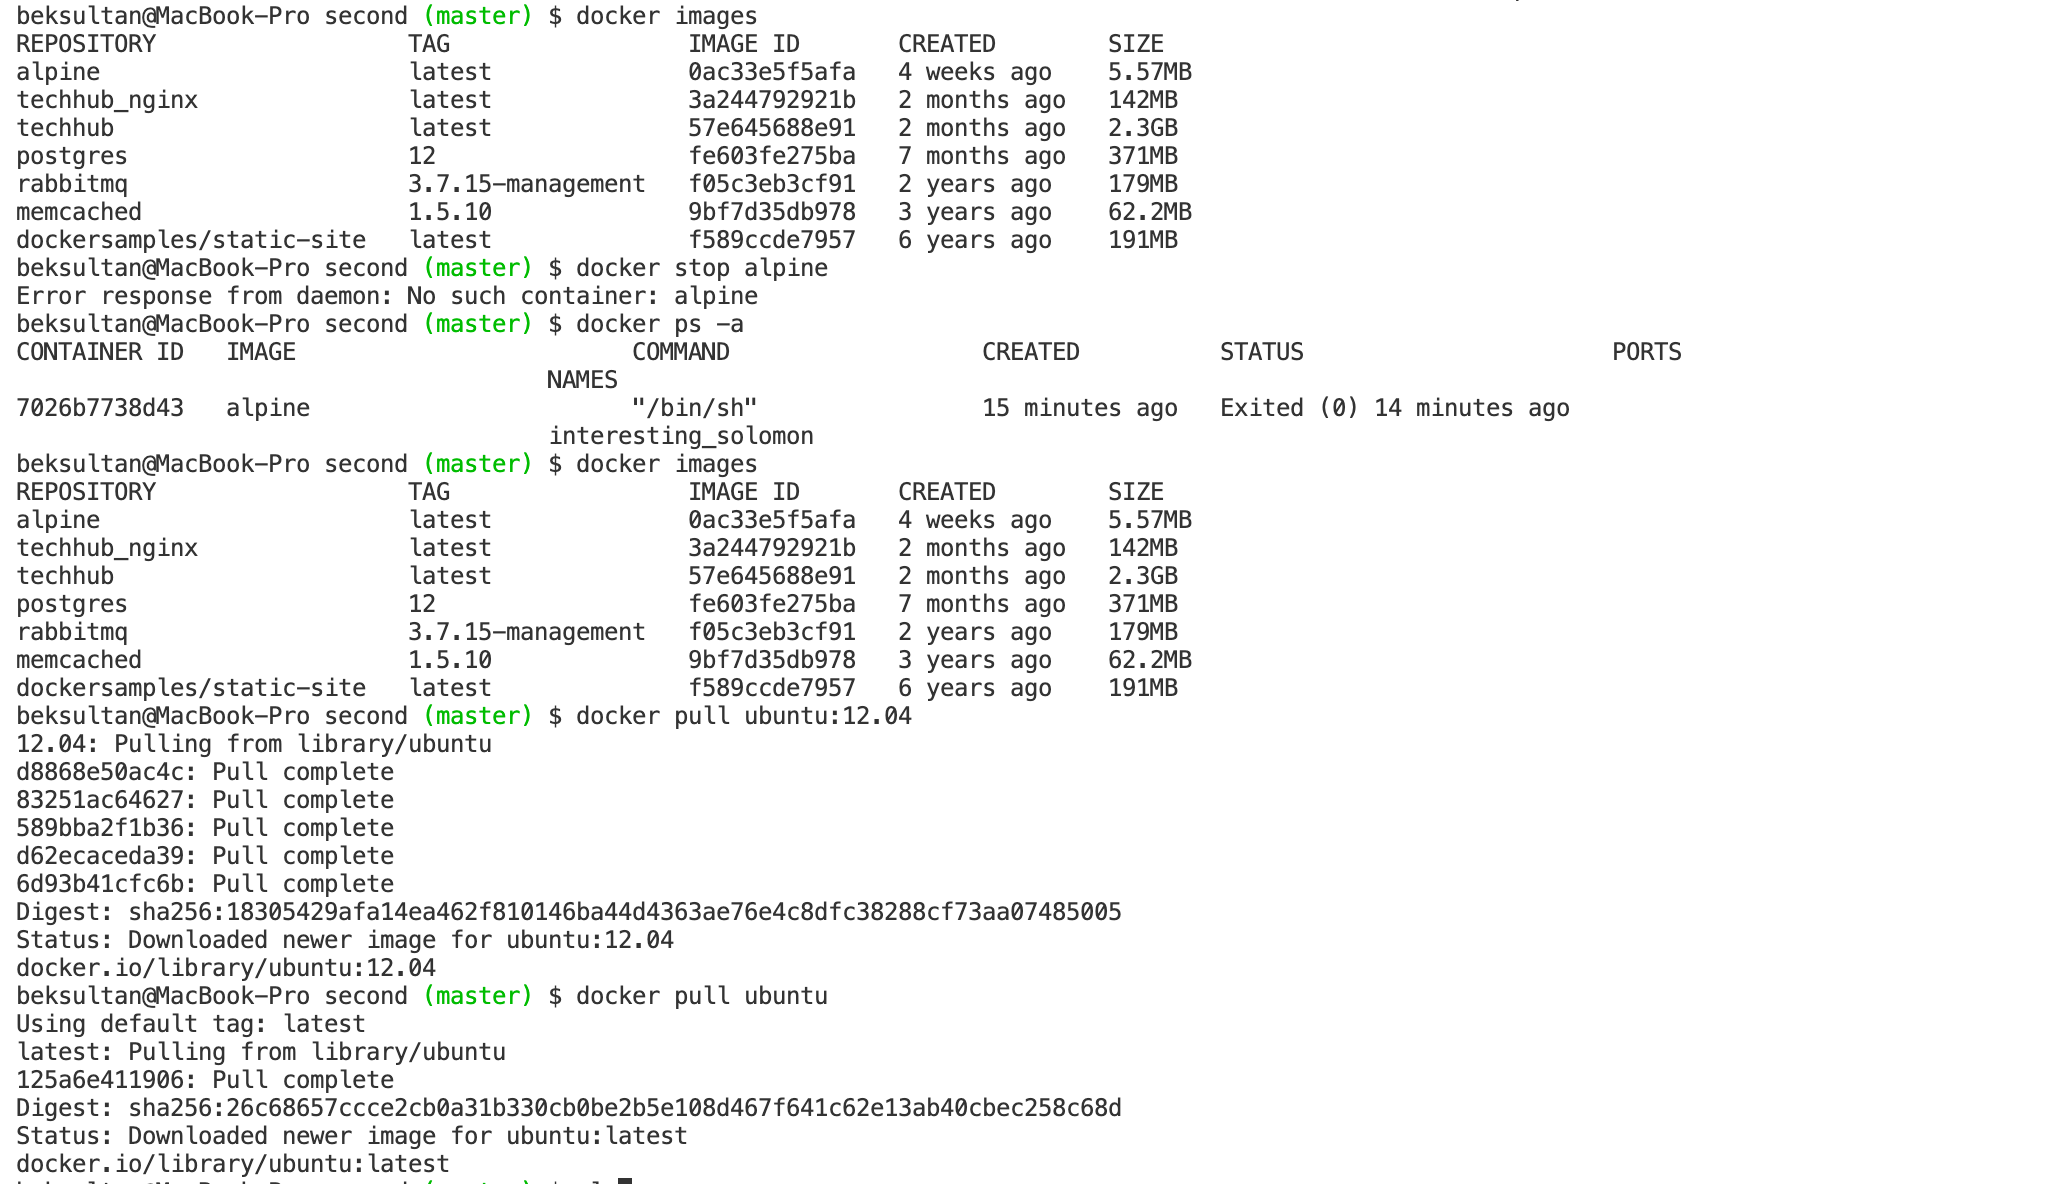 beksultan@MacBook-Pro second (master) $ docker images
REPOSITORY                  TAG                 IMAGE ID       CREATED        SIZE
alpine                      latest              0ac33e5f5afa   4 weeks ago    5.57MB
techhub_nginx               latest              3a244792921b   2 months ago   142MB
techhub                     latest              57e645688e91   2 months ago   2.3GB
postgres                    12                  fe603fe275ba   7 months ago   371MB
rabbitmq                    3.7.15-management   f05c3eb3cf91   2 years ago    179MB
memcached                   1.5.10              9bf7d35db978   3 years ago    62.2MB
dockersamples/static-site   latest              f589ccde7957   6 years ago    191MB
beksultan@MacBook-Pro second (master) $ docker stop alpine
Error response from daemon: No such container: alpine
beksultan@MacBook-Pro second (master) $ docker ps -a
CONTAINER ID   IMAGE                        COMMAND                  CREATED          STATUS                      PORTS
NAMES
7026b7738d43   alpine                       "/bin/sh"                15 minutes ago   Exited (0) 14 minutes ago
interesting_solomon
beksultan@MacBook-Pro second (master) $ docker images
REPOSITORY                  TAG                 IMAGE ID       CREATED        SIZE
alpine                      latest              0ac33e5f5afa   4 weeks ago    5.57MB
techhub_nginx               latest              3a244792921b   2 months ago   142MB
techhub                     latest              57e645688e91   2 months ago   2.3GB
postgres                    12                  fe603fe275ba   7 months ago   371MB
rabbitmq                    3.7.15-management   f05c3eb3cf91   2 years ago    179MB
memcached                   1.5.10              9bf7d35db978   3 years ago    62.2MB
dockersamples/static-site   latest              f589ccde7957   6 years ago    191MB
beksultan@MacBook-Pro second (master) $ docker pull ubuntu:12.04
12.04: Pulling from library/ubuntu
d8868e50ac4c: Pull complete
83251ac64627: Pull complete
589bba2f1b36: Pull complete
d62ecaceda39: Pull complete
6d93b41cfc6b: Pull complete
Digest: sha256:18305429afa14ea462f810146ba44d4363ae76e4c8dfc38288cf73aa07485005
Status: Downloaded newer image for ubuntu:12.04
docker.io/library/ubuntu:12.04
beksultan@MacBook-Pro second (master) $ docker pull ubuntu
Using default tag: latest
latest: Pulling from library/ubuntu
125a6e411906: Pull complete
Digest: sha256:26c68657ccce2cb0a31b330cb0be2b5e108d467f641c62e13ab40cbec258c68d
Status: Downloaded newer image for ubuntu:latest
docker.io/library/ubuntu:latest